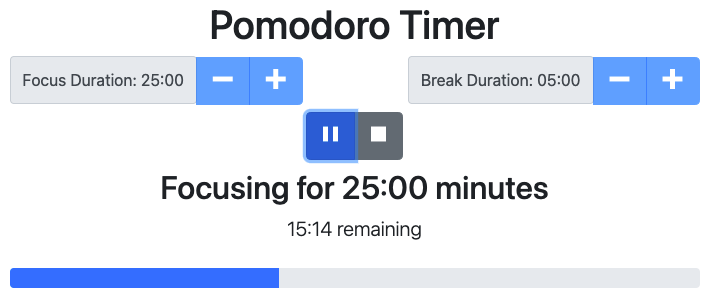 Pomodoro Timer
Focus Duration: 25:00
Break Duration: 05:00
Focusing for 25:00 minutes
15:14 remaining